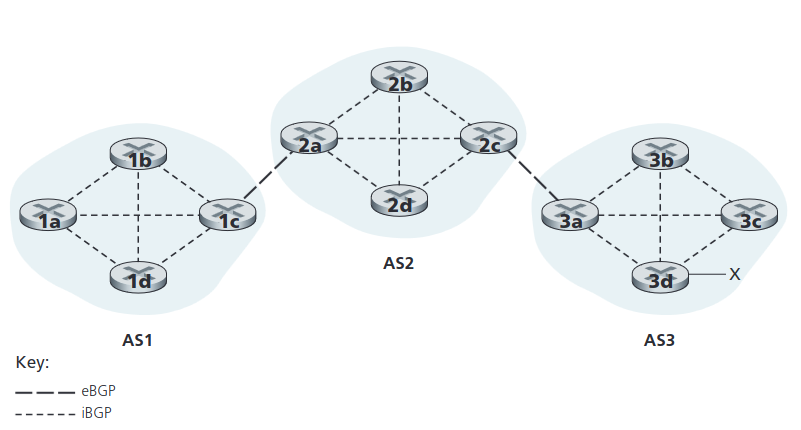 2b
2a
2c
2d
AS2
1b
1a
1c
1d
AS1
3b
3a
3c
3d
X
AS3
Key:
eBGP
iBGP